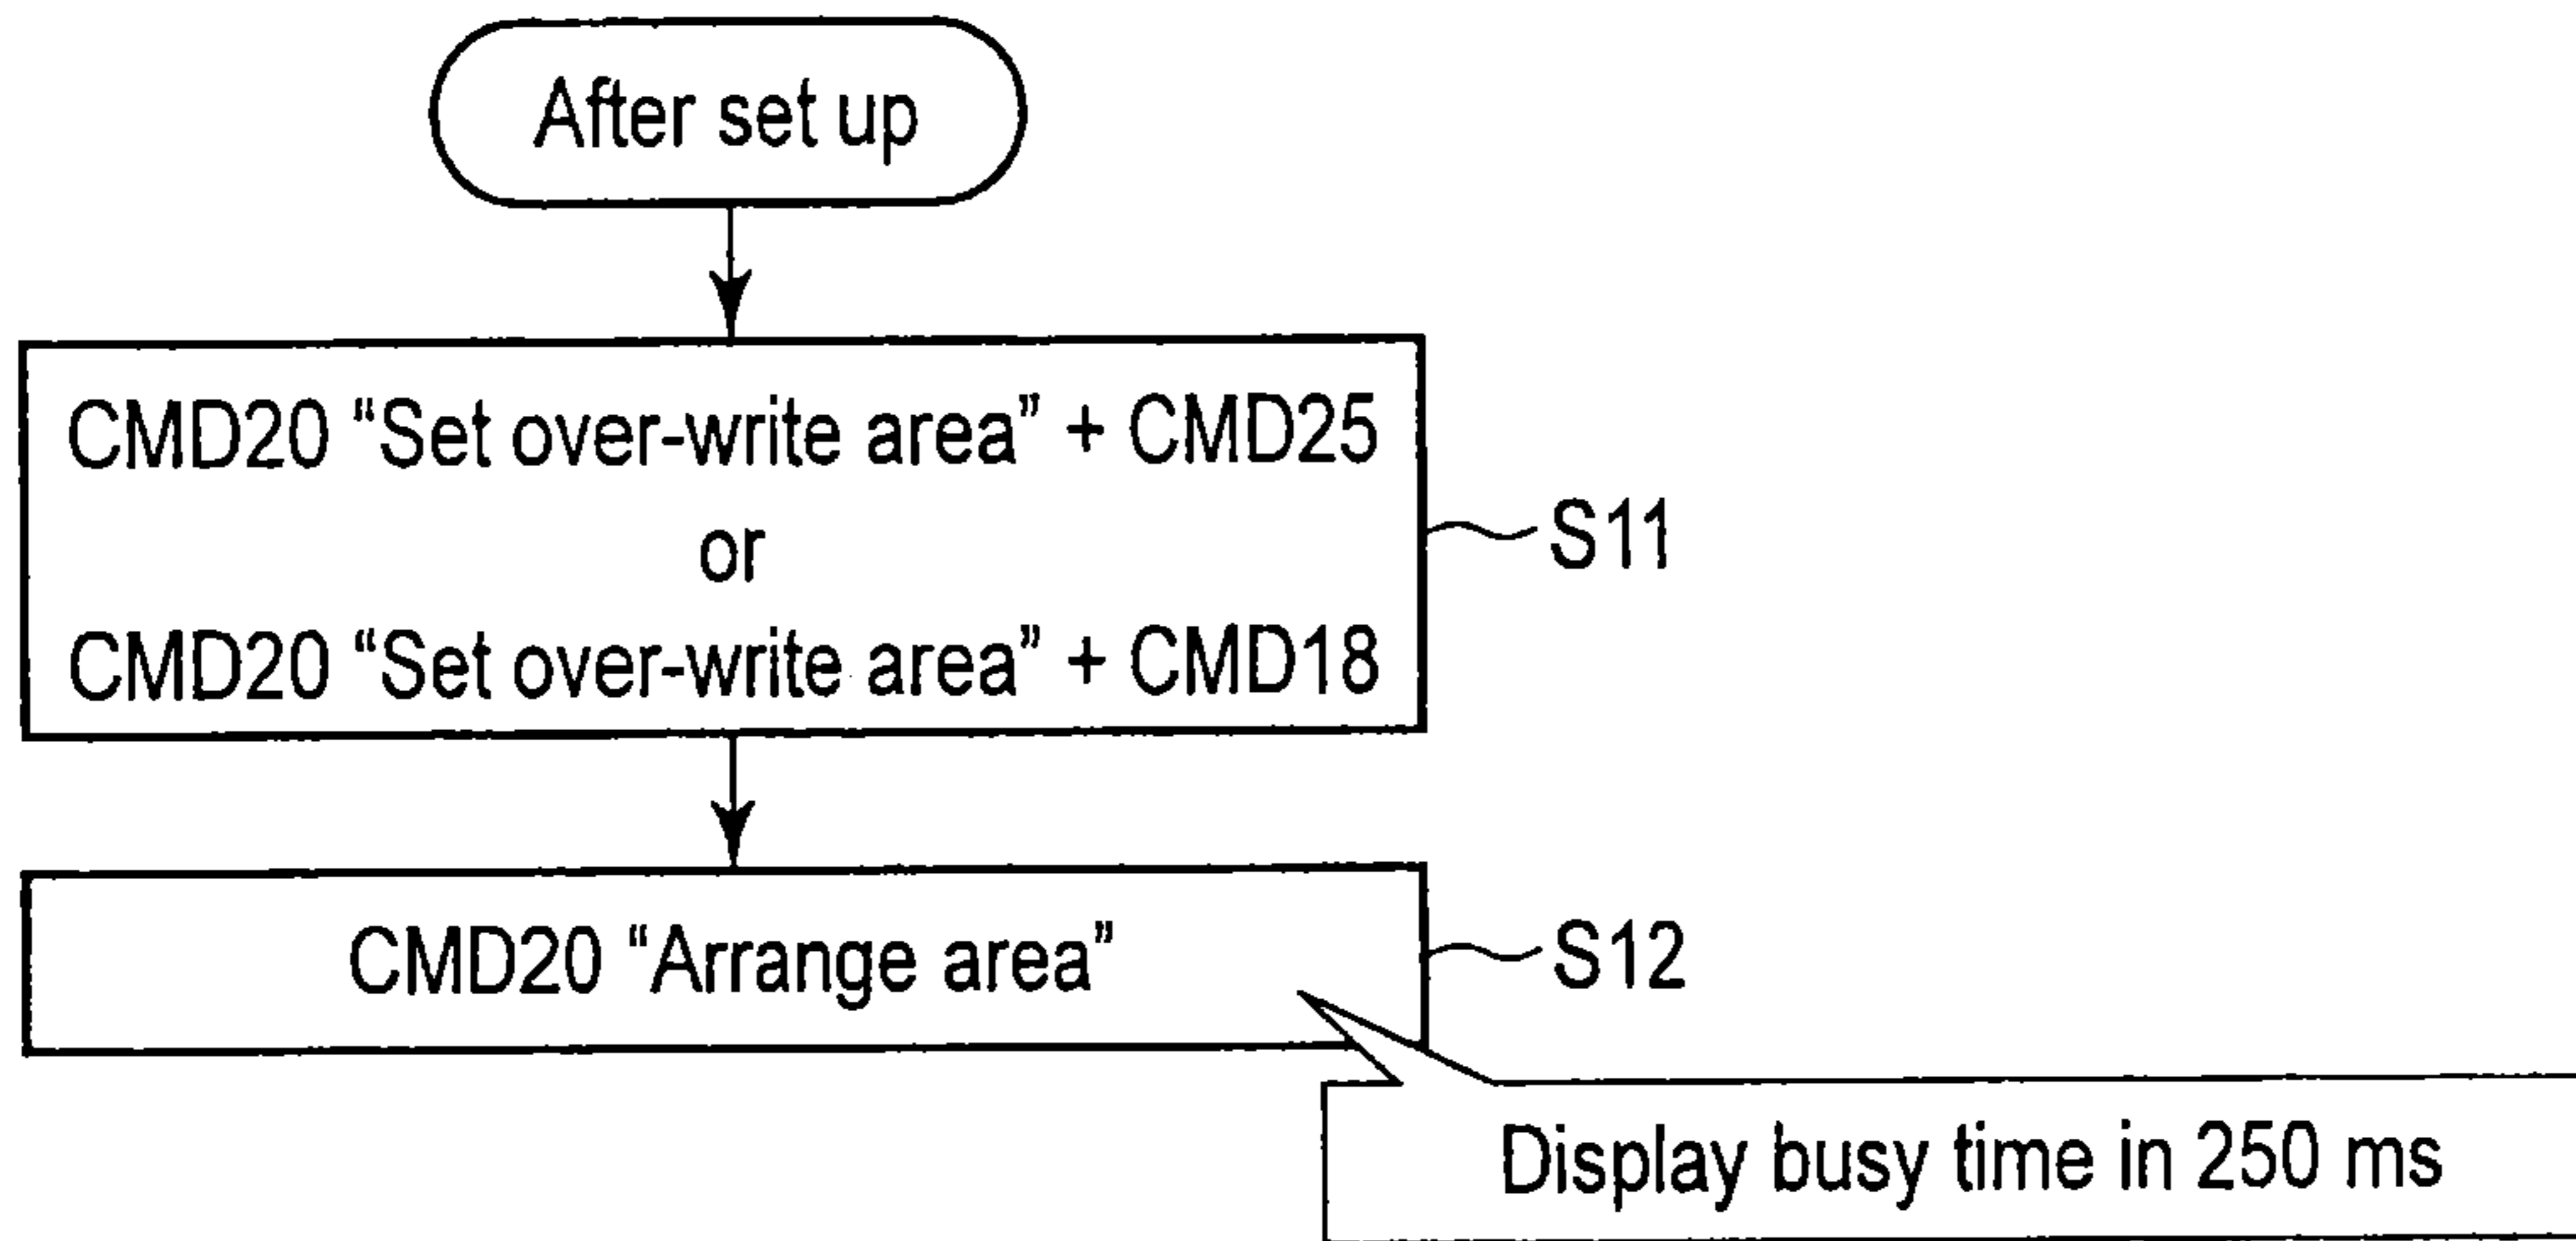 After set up
CMD20 “Set over-write area” + CMD25
or
CMD20 “Set over-write area” + CMD18
S11
CMD20 “Arrange area”
S12
Display busy time in 250 ms